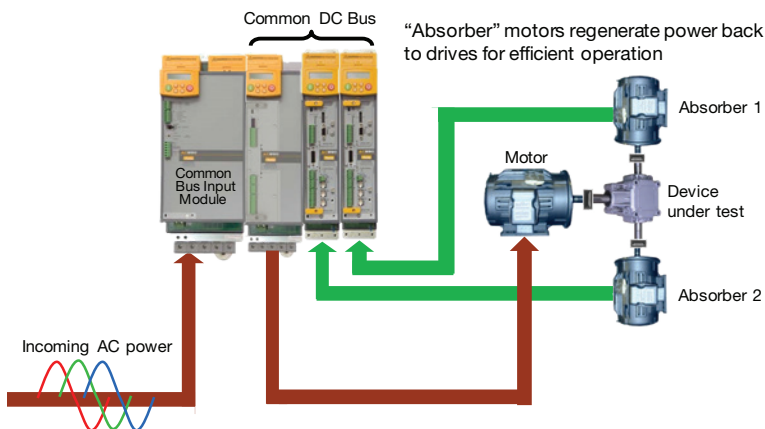 Common DC Bus
“Absorber” motors regenerate power back
to drives for efficient operation
Absorber 1
Motor
Common
Bus Input
Module
Device
under test
Absorber 2
Incoming AC power